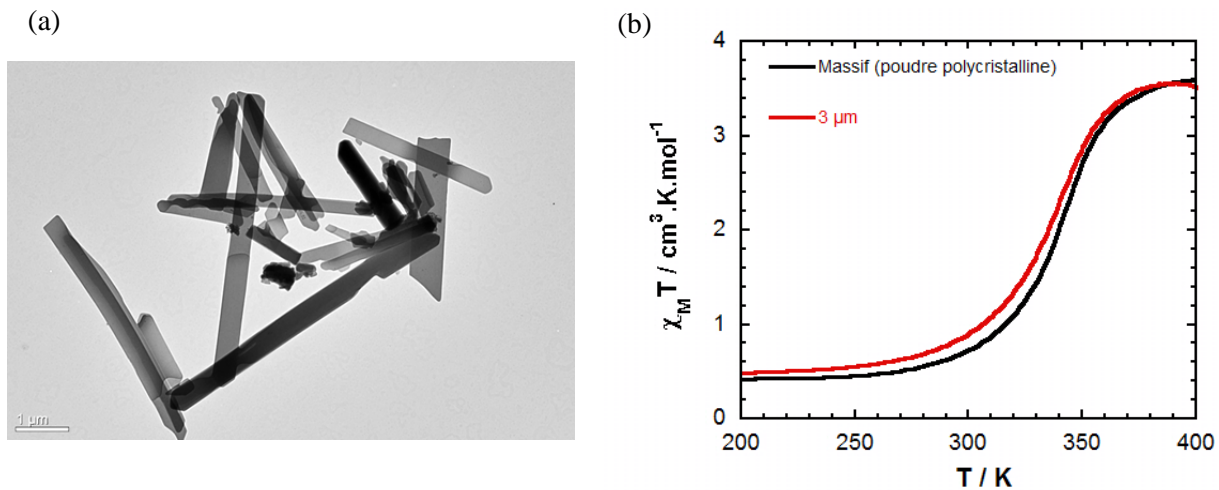 (a)
(b)
1 µm
4
3
2
1
0
χ_M T / cm³.K.mol⁻¹
Massif (poudre polycristalline)
3 µm
200
250
300
350
400
T / K